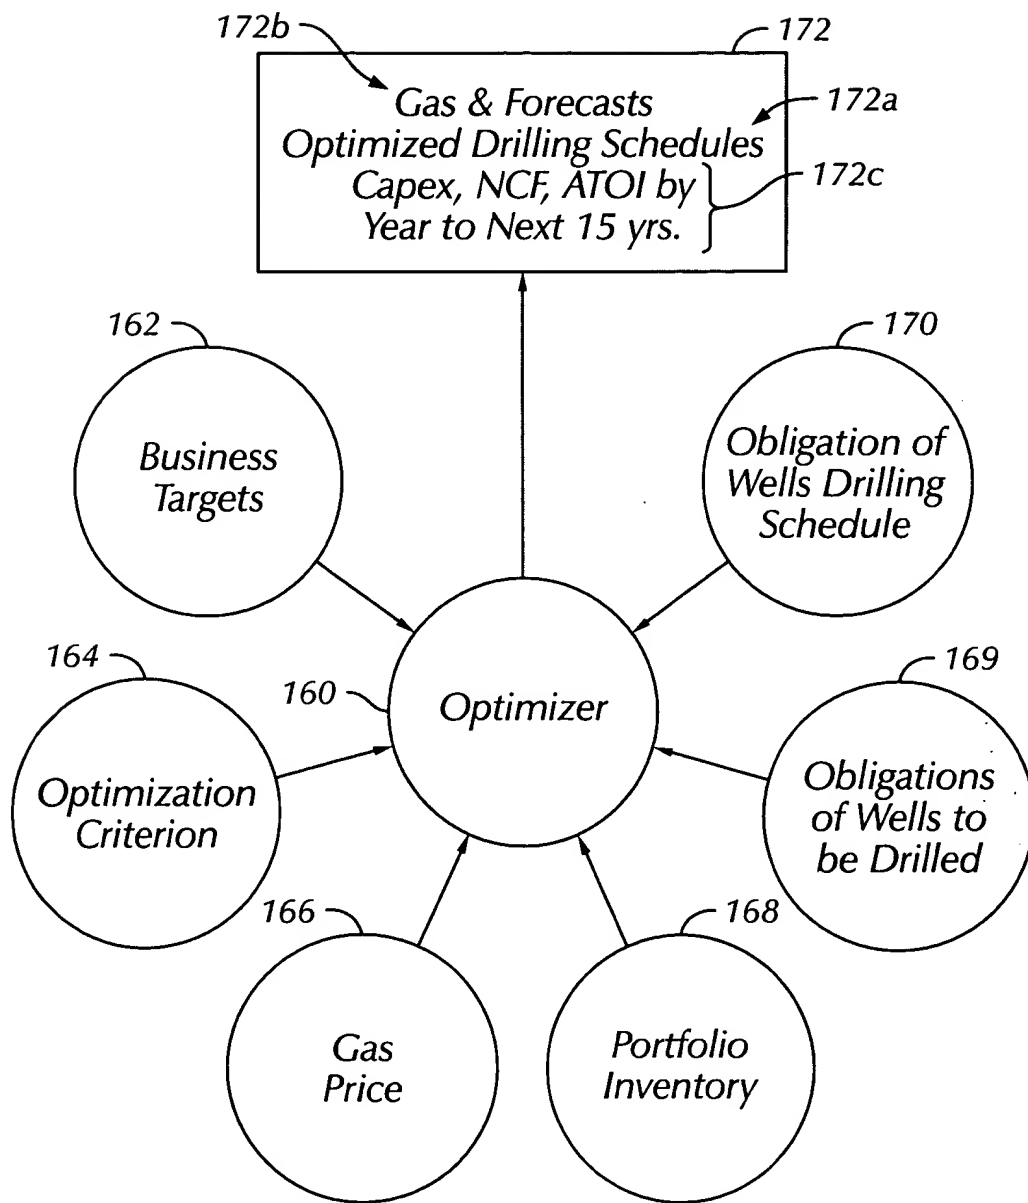 172b
172
Gas & Forecasts
172a
Optimized Drilling Schedules
Capex, NCF, ATOI by
172c
Year to Next 15 yrs.
162
170
Business
Targets
Obligation of
Wells Drilling
Schedule
164
169
160
Optimizer
Optimization
Criterion
Obligations
of Wells to
be Drilled
166
168
Gas
Price
Portfolio
Inventory